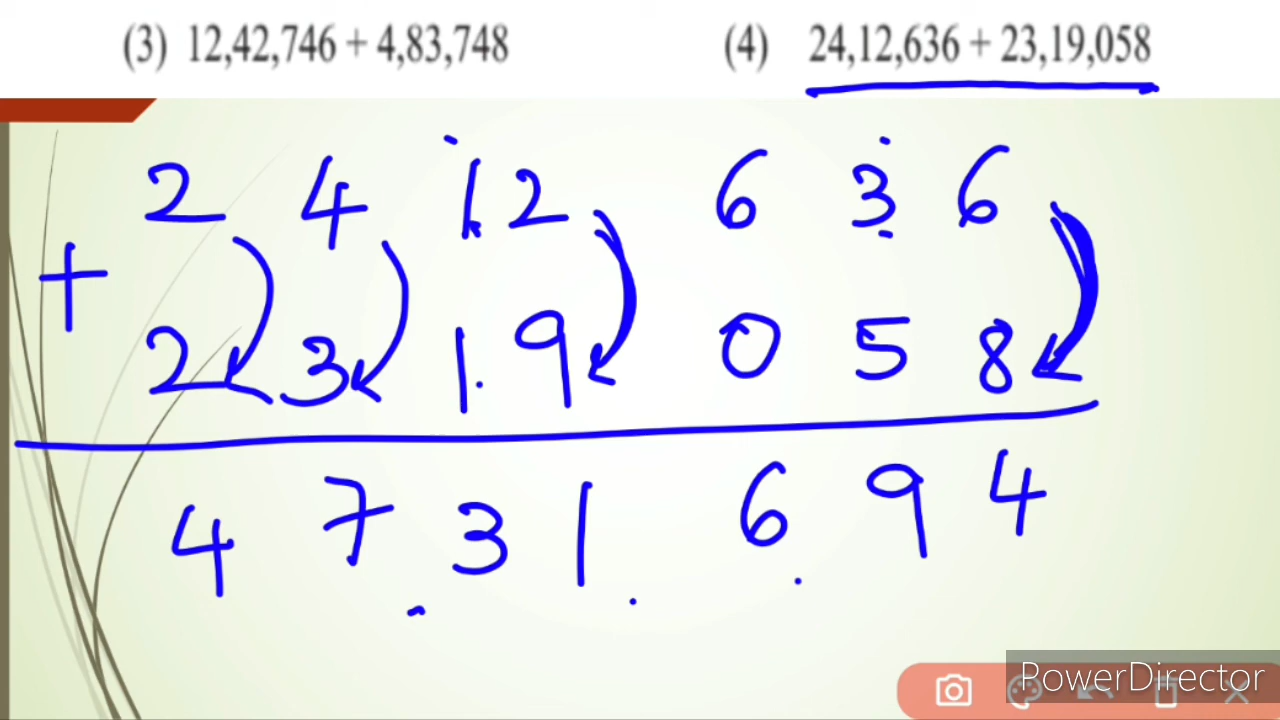 (3) 12,42,746 + 4,83,748 (4) 24,12,636 + 23,19,058
2 4 1 2 6 3 6
+ 2 3 1 9 0 5 8
4 7 3 1 6 9 4
PowerDirector